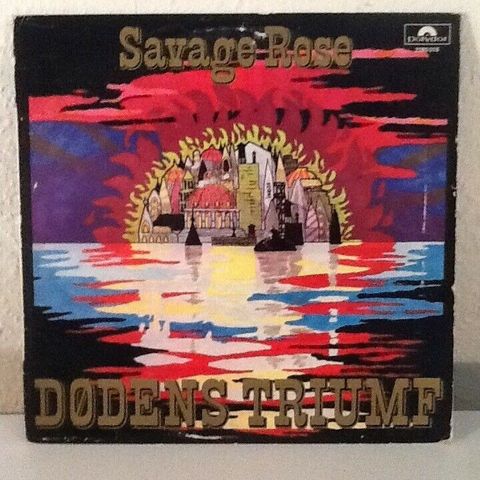 Savage Rose
Polydor
DØDENS TRIUMF